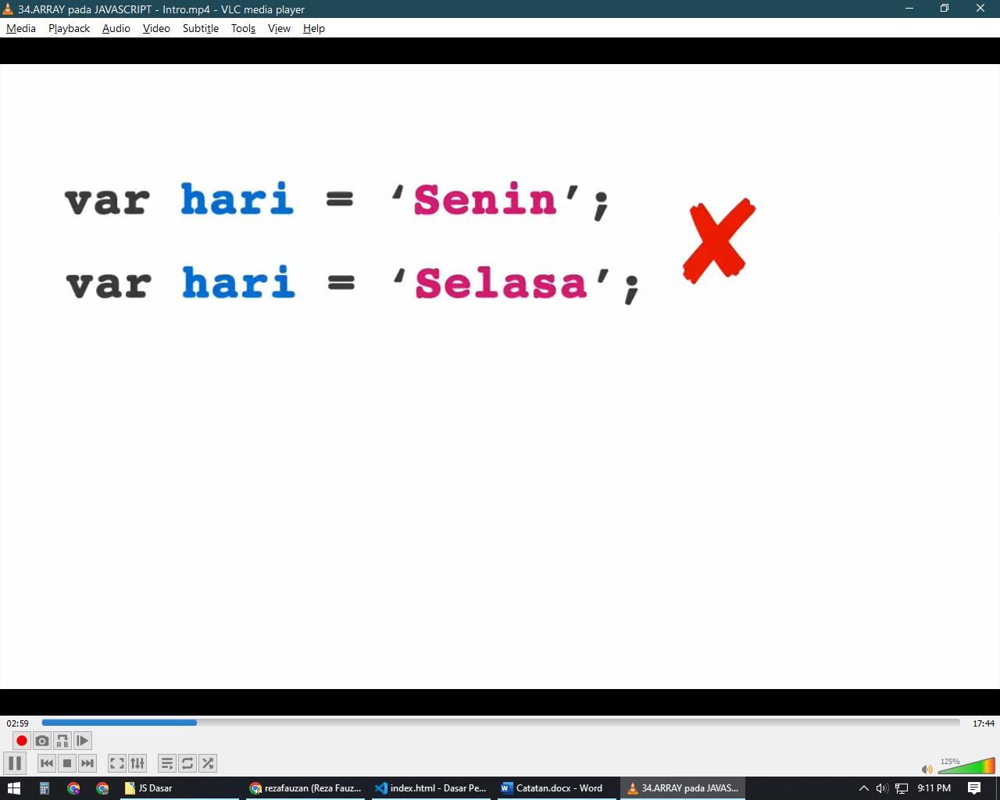 34.ARRAY pada JAVASCRIPT - Intro.mp4 - VLC media player
Media Playback Audio Video Subtitle Tools View Help
var hari = ‘Senin’;
var hari = ‘Selasa’;
02:59
17:44
A B
125%
JS Dasar
rezafauzan (Reza Fauz...
index.html - Dasar Pe...
Catatan.docx - Word
34.ARRAY pada JAVAS...
9:11 PM